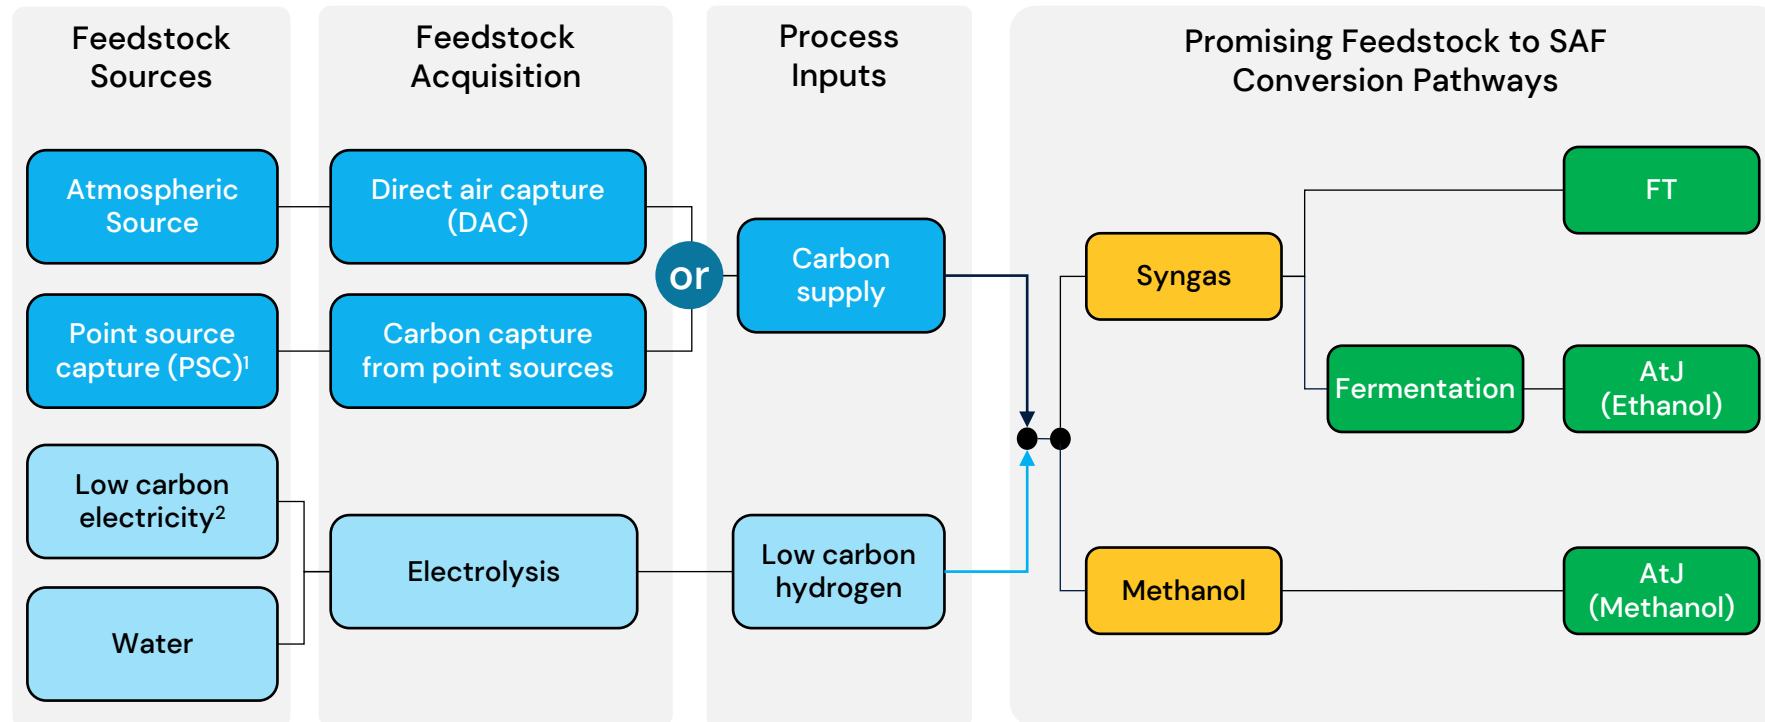 Feedstock
Sources
Feedstock
Acquisition
Process
Inputs
Promising Feedstock to SAF
Conversion Pathways
Atmospheric
Source
Direct air capture
(DAC)
Point source
capture (PSC)¹
Carbon capture
from point sources
or
Carbon
supply
Low carbon
electricity²
Water
Electrolysis
Low carbon
hydrogen
Syngas
FT
Fermentation
AtJ
(Ethanol)
Methanol
AtJ
(Methanol)